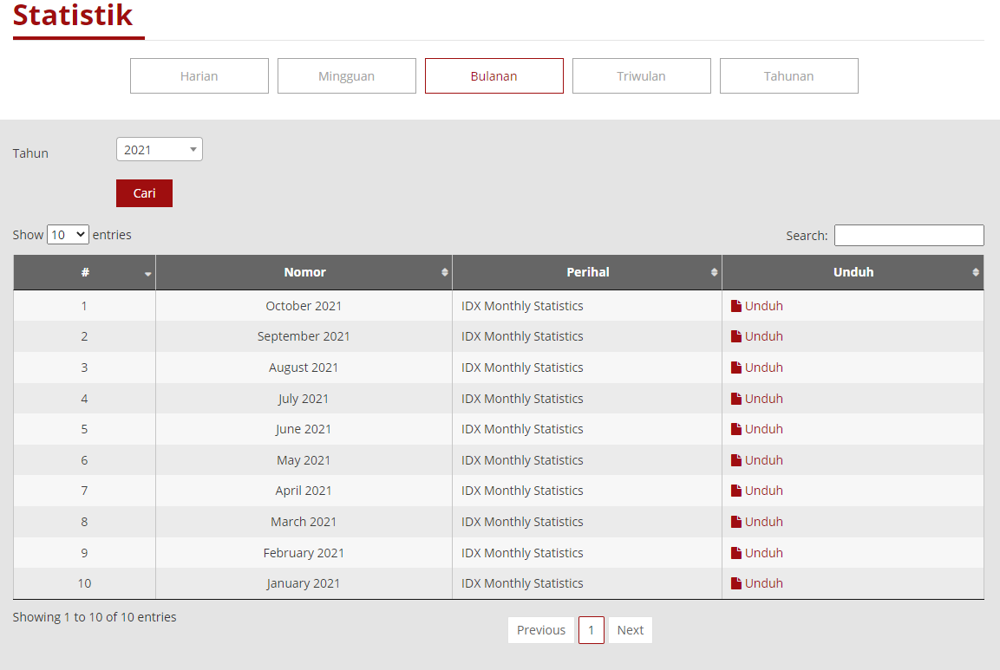 Statistik
Harian Mingguan Bulanan Triwulan Tahunan
Tahun 2021
Cari
Show 10 entries Search:
# Nomor Perihal Unduh
1 October 2021 IDX Monthly Statistics Unduh
2 September 2021 IDX Monthly Statistics Unduh
3 August 2021 IDX Monthly Statistics Unduh
4 July 2021 IDX Monthly Statistics Unduh
5 June 2021 IDX Monthly Statistics Unduh
6 May 2021 IDX Monthly Statistics Unduh
7 April 2021 IDX Monthly Statistics Unduh
8 March 2021 IDX Monthly Statistics Unduh
9 February 2021 IDX Monthly Statistics Unduh
10 January 2021 IDX Monthly Statistics Unduh
Showing 1 to 10 of 10 entries
Previous 1 Next